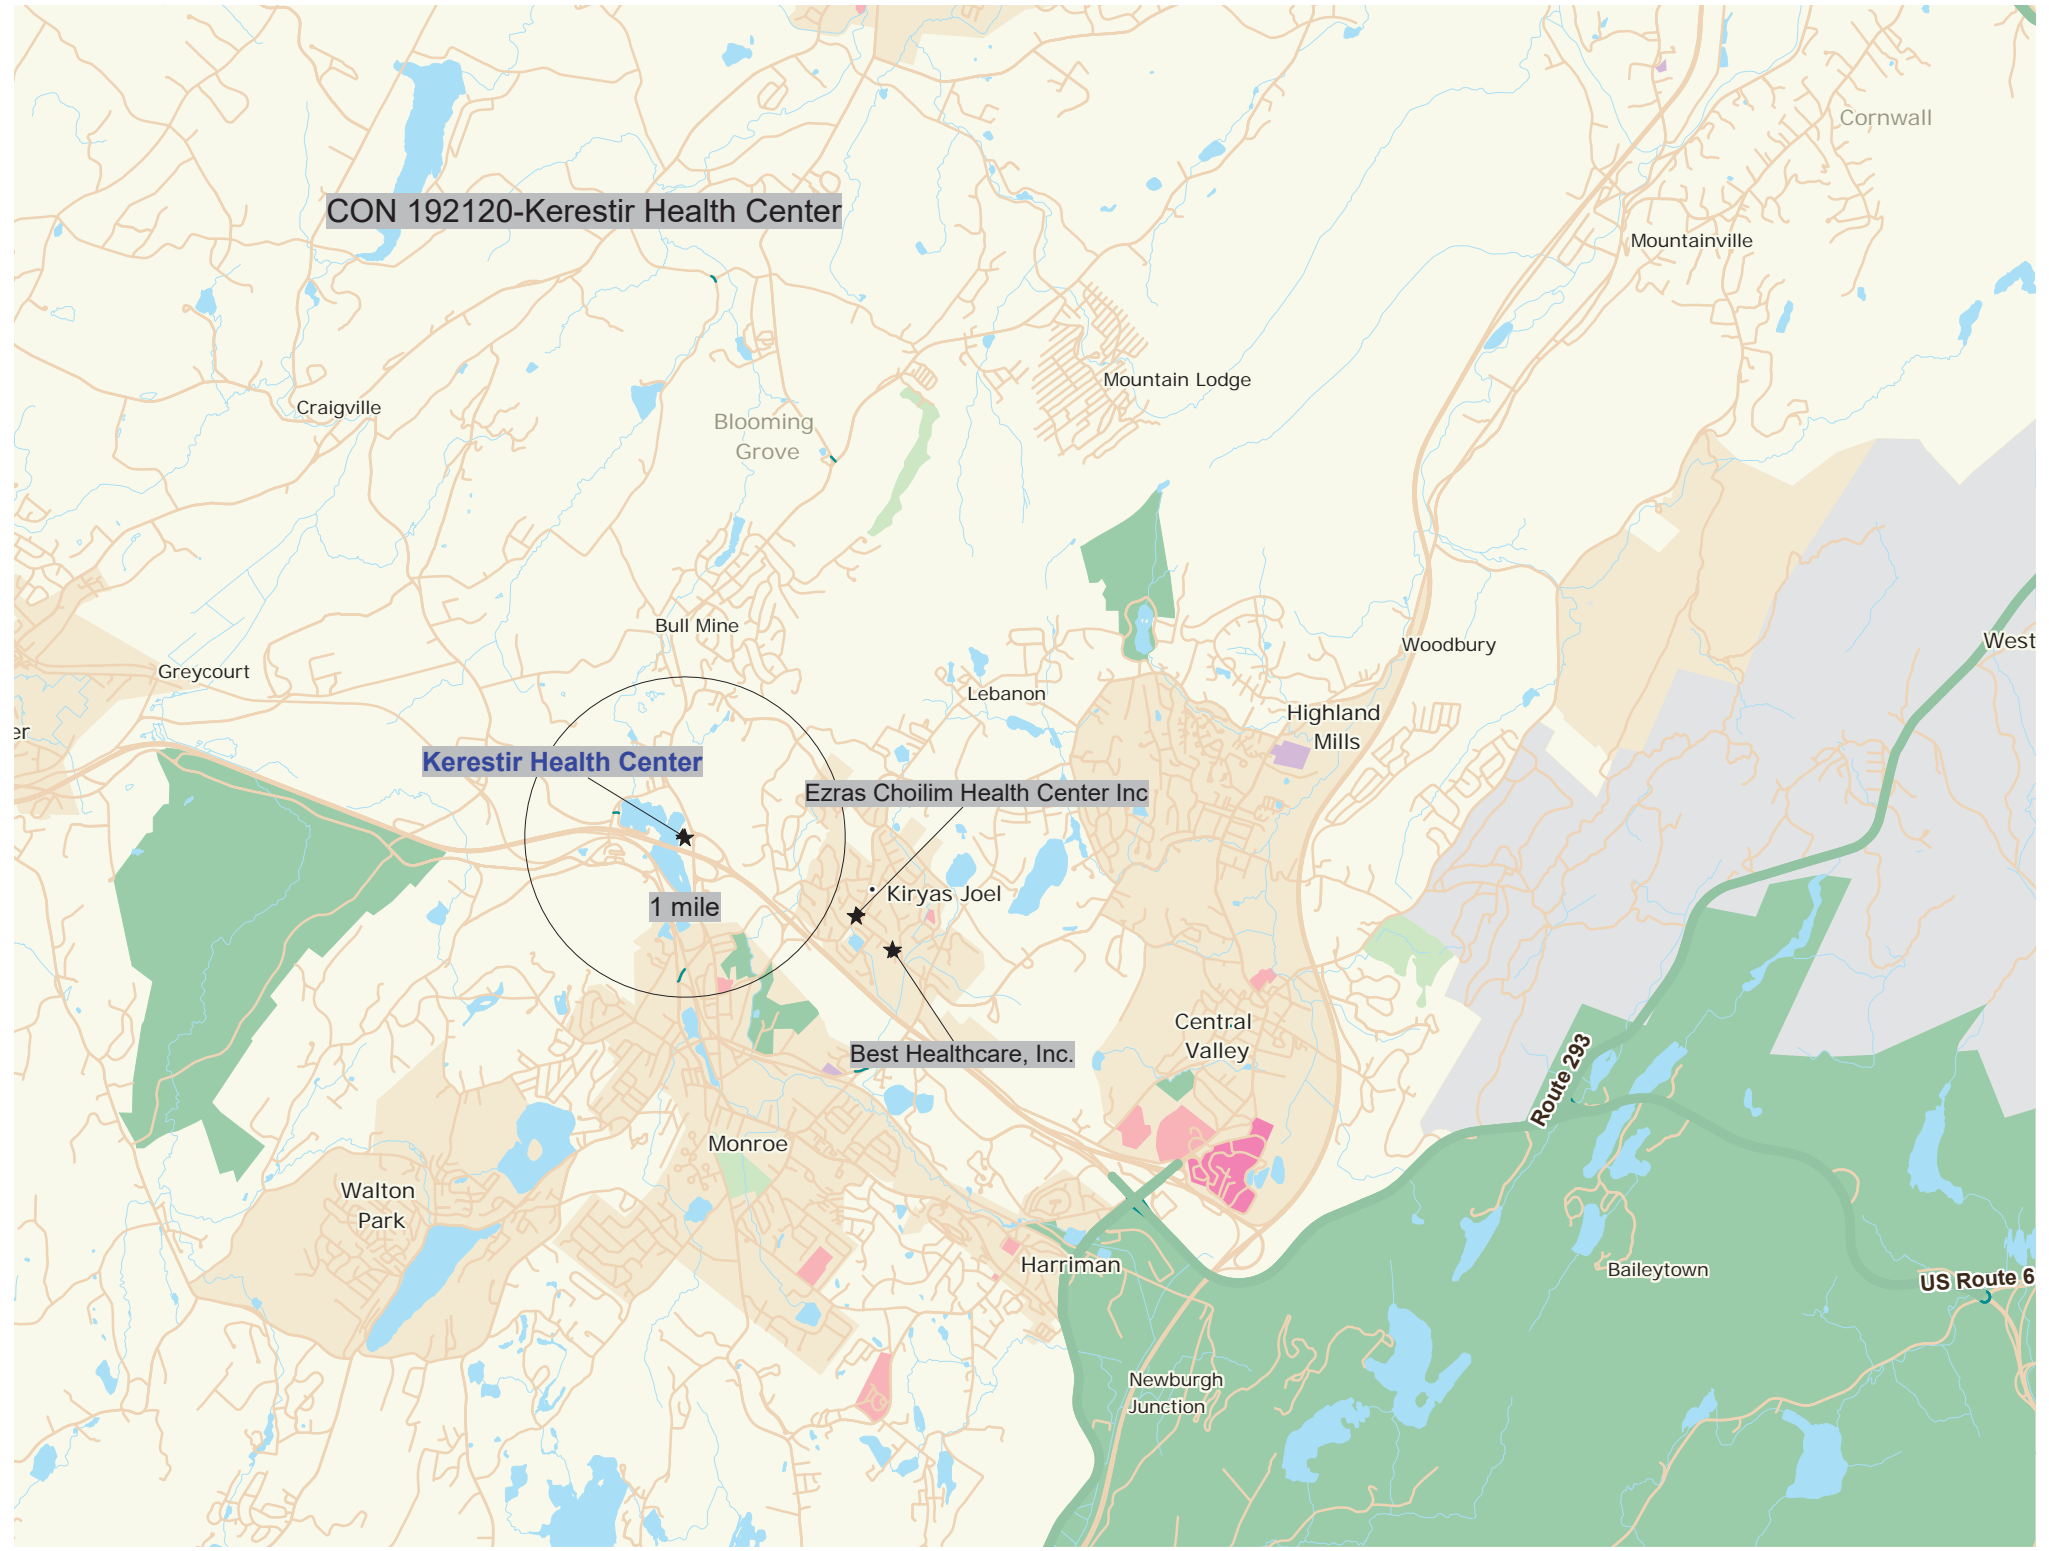 Cornwall
CON 192120-Kerestir Health Center
Mountainville
Mountain Lodge
Craigville
Blooming
Grove
Bull Mine
Woodbury
West
Greycourt
Lebanon
Highland
Mills
er
Kerestir Health Center
Ezras Choilim Health Center Inc
Kiryas Joel
1 mile
Central
Valley
Best Healthcare, Inc.
Route 293
Monroe
Walton
Park
Harriman
Baileytown
US Route 6
Newburgh
Junction